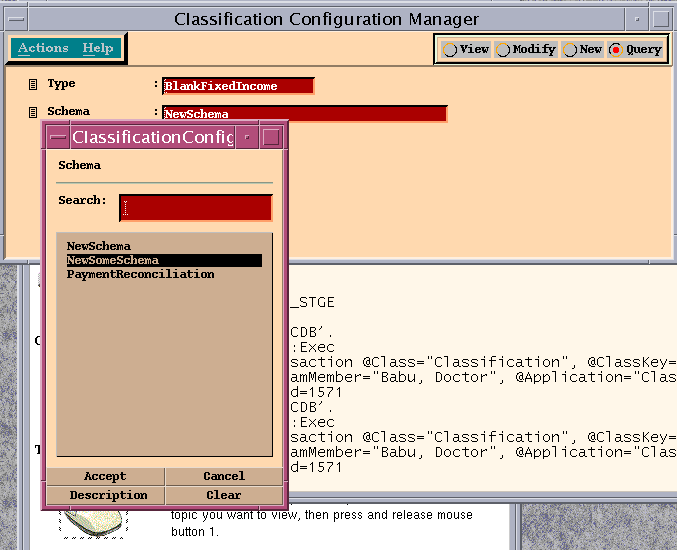 Classification Configuration Manager
Actions Help
View Modify New Query
Type : BlankFixedIncome
Schema : NewSchema
ClassificationConfig
Schema
Search:
NewSchema
NewSomeSchema
PaymentReconciliation
Accept Cancel
Description Clear
_STGE
CDB'.
:Exec
saction @Class="Classification", @ClassKey=
amMember="Babu, Doctor", @Application="Clas
d=1571
CDB'.
:Exec
saction @Class="Classification", @ClassKey=
amMember="Babu, Doctor", @Application="Clas
d=1571
topic you want to view, then press and release mouse
button 1.